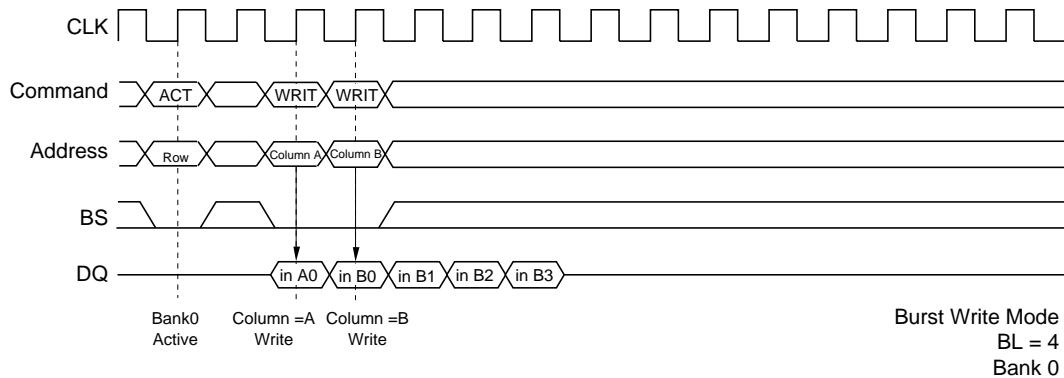 CLK
Command ACT WRIT WRIT
Address Row Column A Column B
BS
DQ in A0 in B0 in B1 in B2 in B3
Bank0 Column =A Column =B
Active Write Write
Burst Write Mode
BL = 4
Bank 0